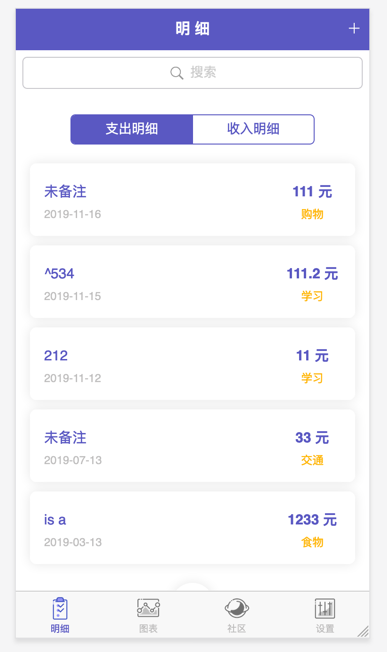 明 细
+
搜索
支出明细 收入明细
未备注 111 元
2019-11-16 购物
^534 111.2 元
2019-11-15 学习
212 11 元
2019-11-12 学习
未备注 33 元
2019-07-13 交通
is a 1233 元
2019-03-13 食物
明细 图表 社区 设置